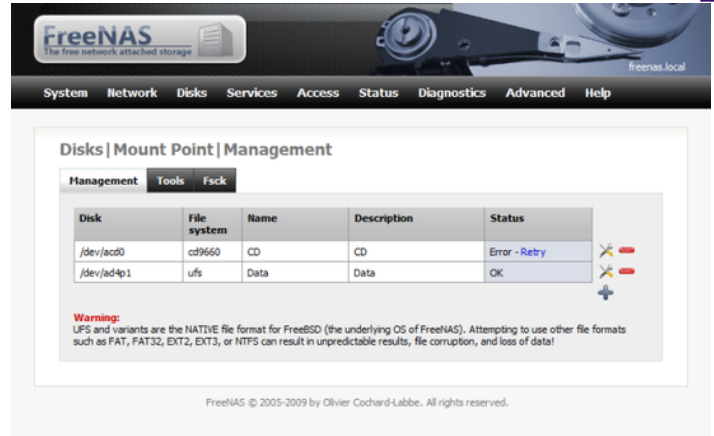 FreeNAS
The free network attached storage
freenas.local
System Network Disks Services Access Status Diagnostics Advanced Help
Disks|Mount Point|Management
Management Tools Fsck
Disk File system Name Description Status
/dev/acd0 cd9660 CD CD Error - Retry
/dev/ad4p1 ufs Data Data OK
Warning:
UFS and variants are the NATIVE file format for FreeBSD (the underlying OS of FreeNAS). Attempting to use other file formats
such as FAT, FAT32, EXT2, EXT3, or NTFS can result in unpredictable results, file corruption, and loss of data!
FreeNAS © 2005-2009 by Olivier Cochard-Labbe. All rights reserved.